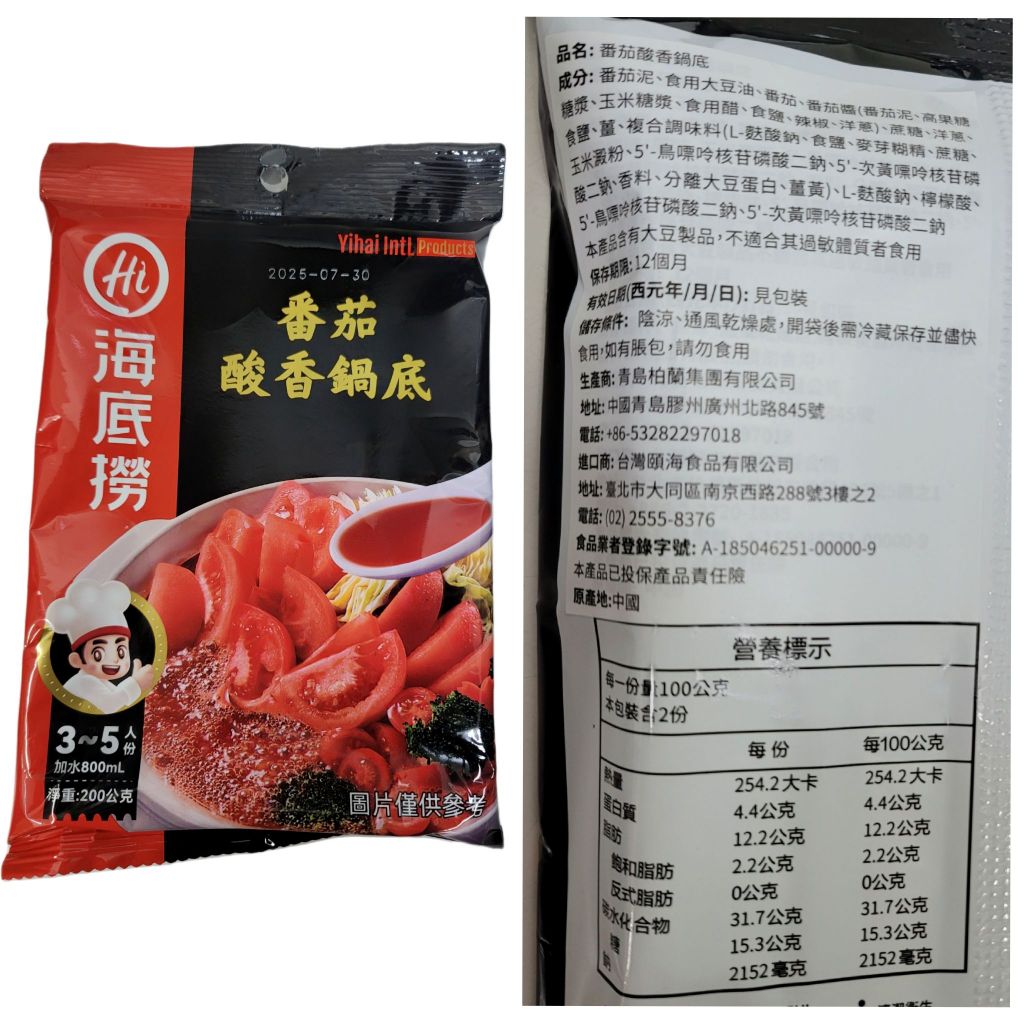 Yihai Intl Products
2025-07-30
Hi
海底撈
番茄
酸香鍋底
3~5人份
加水800mL
淨重:200公克
圖片僅供參考
品名: 番茄酸香鍋底
成分: 番茄泥、食用大豆油、番茄、番茄醬(番茄泥、高果糖
糖漿、玉米糖漿、食用醋、食鹽、辣椒、洋蔥)、蔗糖、洋蔥、
食鹽、薑、複合調味料(L-麩酸鈉、食鹽、麥芽糊精、蔗糖、
玉米澱粉、5'-鳥嘌呤核苷磷酸二鈉、5'-次黃嘌呤核苷磷
酸二鈉、香料、分離大豆蛋白、薑黃)、L-麩酸鈉、檸檬酸、
5'-鳥嘌呤核苷磷酸二鈉、5'-次黃嘌呤核苷磷酸二鈉
本產品含有大豆製品，不適合其過敏體質者食用
保存期限: 12個月
有效日期(西元年/月/日): 見包裝
儲存條件: 陰涼、通風乾燥處，開袋後需冷藏保存並儘快
食用，如有脹包，請勿食用
生產商: 青島柏蘭集團有限公司
地址: 中國青島膠州廣州北路845號
電話: +86-53282297018
進口商: 台灣頤海食品有限公司
地址: 臺北市大同區南京西路288號3樓之2
電話: (02) 2555-8376
食品業者登錄字號: A-185046251-00000-9
本產品已投保產品責任險
原產地:中國
營養標示
每一份量100公克
本包裝含2份
每份 每100公克
熱量 254.2大卡 254.2大卡
蛋白質 4.4公克 4.4公克
脂肪 12.2公克 12.2公克
飽和脂肪 2.2公克 2.2公克
反式脂肪 0公克 0公克
碳水化合物 31.7公克 31.7公克
糖 15.3公克 15.3公克
鈉 2152毫克 2152毫克